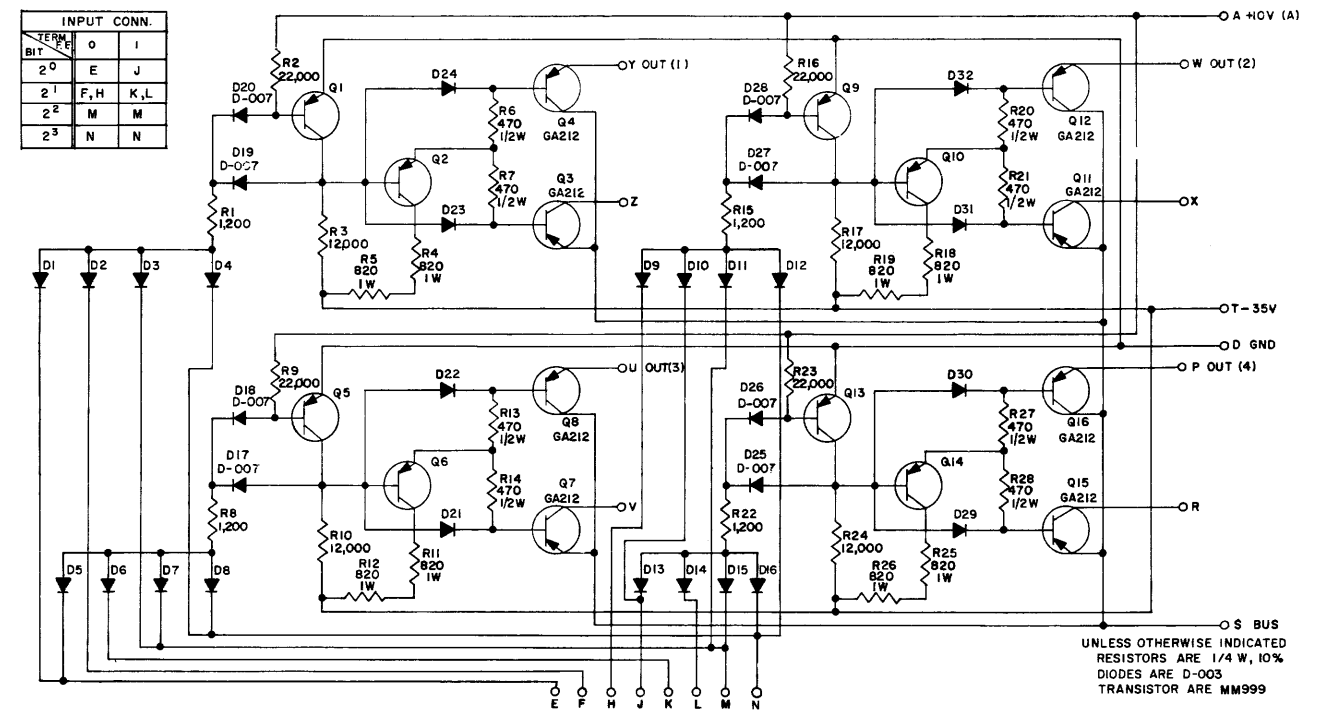 INPUT CONN.
TERM F.F.
BIT
0
1
2⁰
E
J
2¹
F,H
K,L
2²
M
M
2³
N
N
A +10V (A)
R2
22,000
D20
D-007
Q1
D24
Y OUT (1)
R6
470
1/2W
Q4
GA212
D19
D-007
Q2
R7
470
1/2W
Q3
GA212
Z
R1
1,200
D23
R3
12,000
R4
820
1W
R5
820
1W
D1
D2
D3
D4
R16
22,000
D28
D-007
Q9
D32
W OUT (2)
R20
470
1/2W
Q12
GA212
D27
D-007
Q10
R21
470
1/2W
Q11
GA212
X
R15
1,200
D31
R17
12,000
R18
820
1W
R19
820
1W
D9
D10
D11
D12
T-35V
D GND
R9
22,000
D18
D-007
Q5
D22
U OUT(3)
R13
470
1/2W
Q8
GA212
D17
D-007
Q6
R14
470
1/2W
Q7
GA212
V
R8
1,200
D21
R10
12,000
R11
820
1W
R12
820
1W
D5
D6
D7
D8
R23
22,000
D26
D-007
Q13
D30
P OUT (4)
R27
470
1/2W
Q16
GA212
D25
D-007
Q14
R28
470
1/2W
Q15
GA212
R
R22
1,200
D29
R24
12,000
R25
820
1W
R26
820
1W
D13
D14
D15
D16
S BUS
UNLESS OTHERWISE INDICATED
RESISTORS ARE 1/4 W, 10%
DIODES ARE D-003
TRANSISTOR ARE MM999
E
F
H
J
K
L
M
N